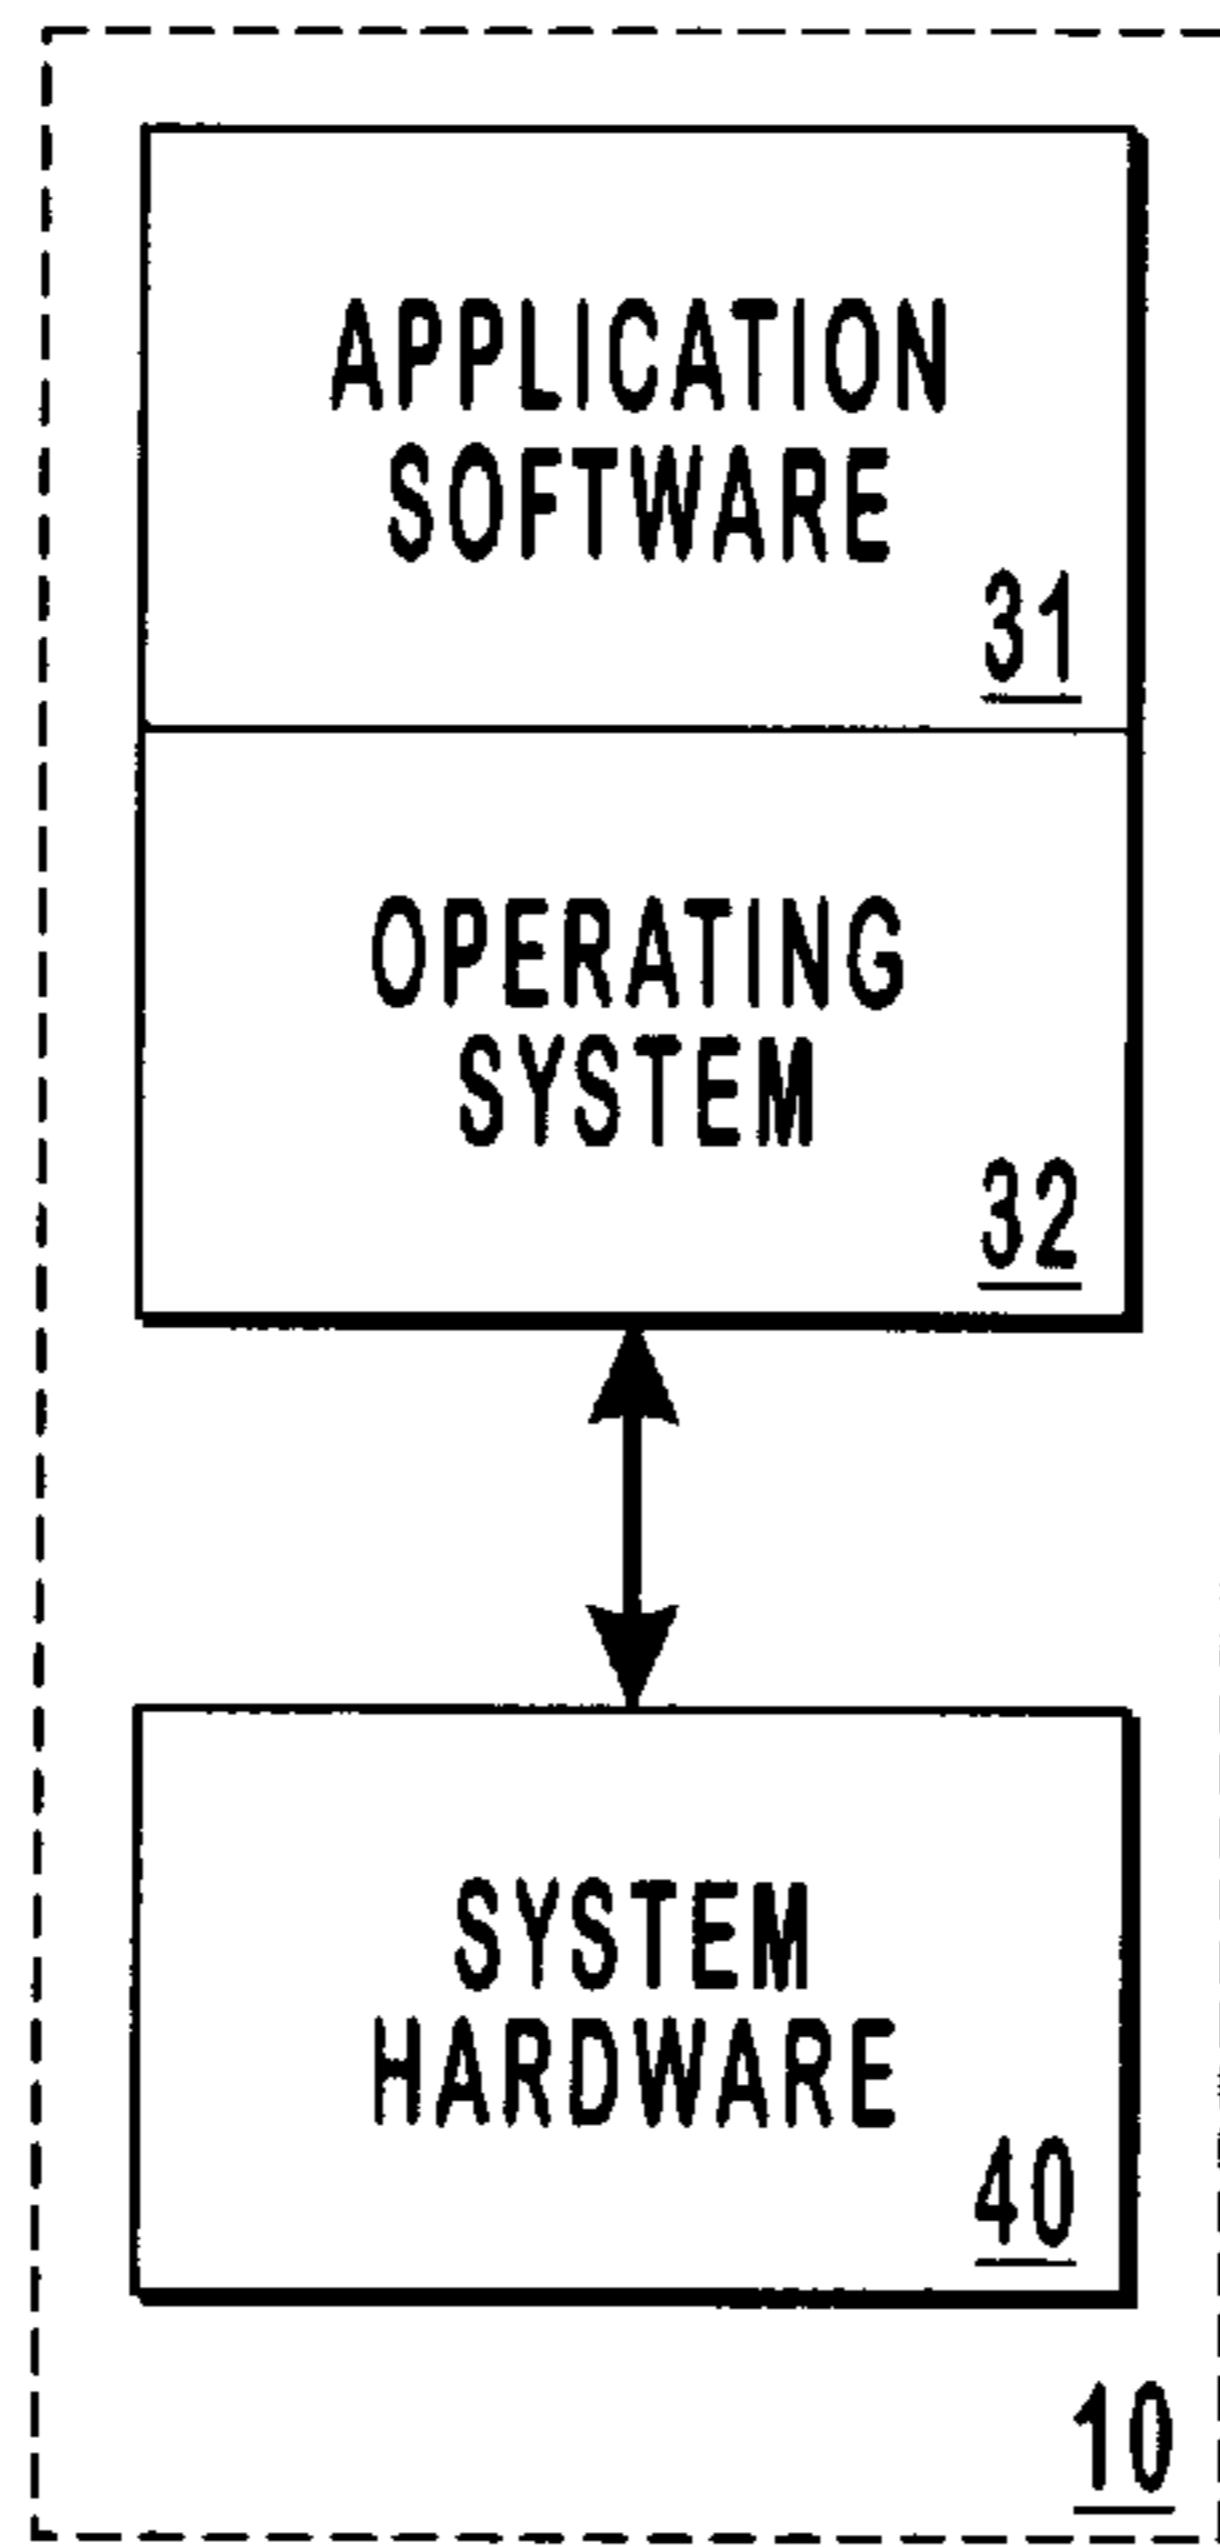 APPLICATION
SOFTWARE
31
OPERATING
SYSTEM
32
SYSTEM
HARDWARE
40
10